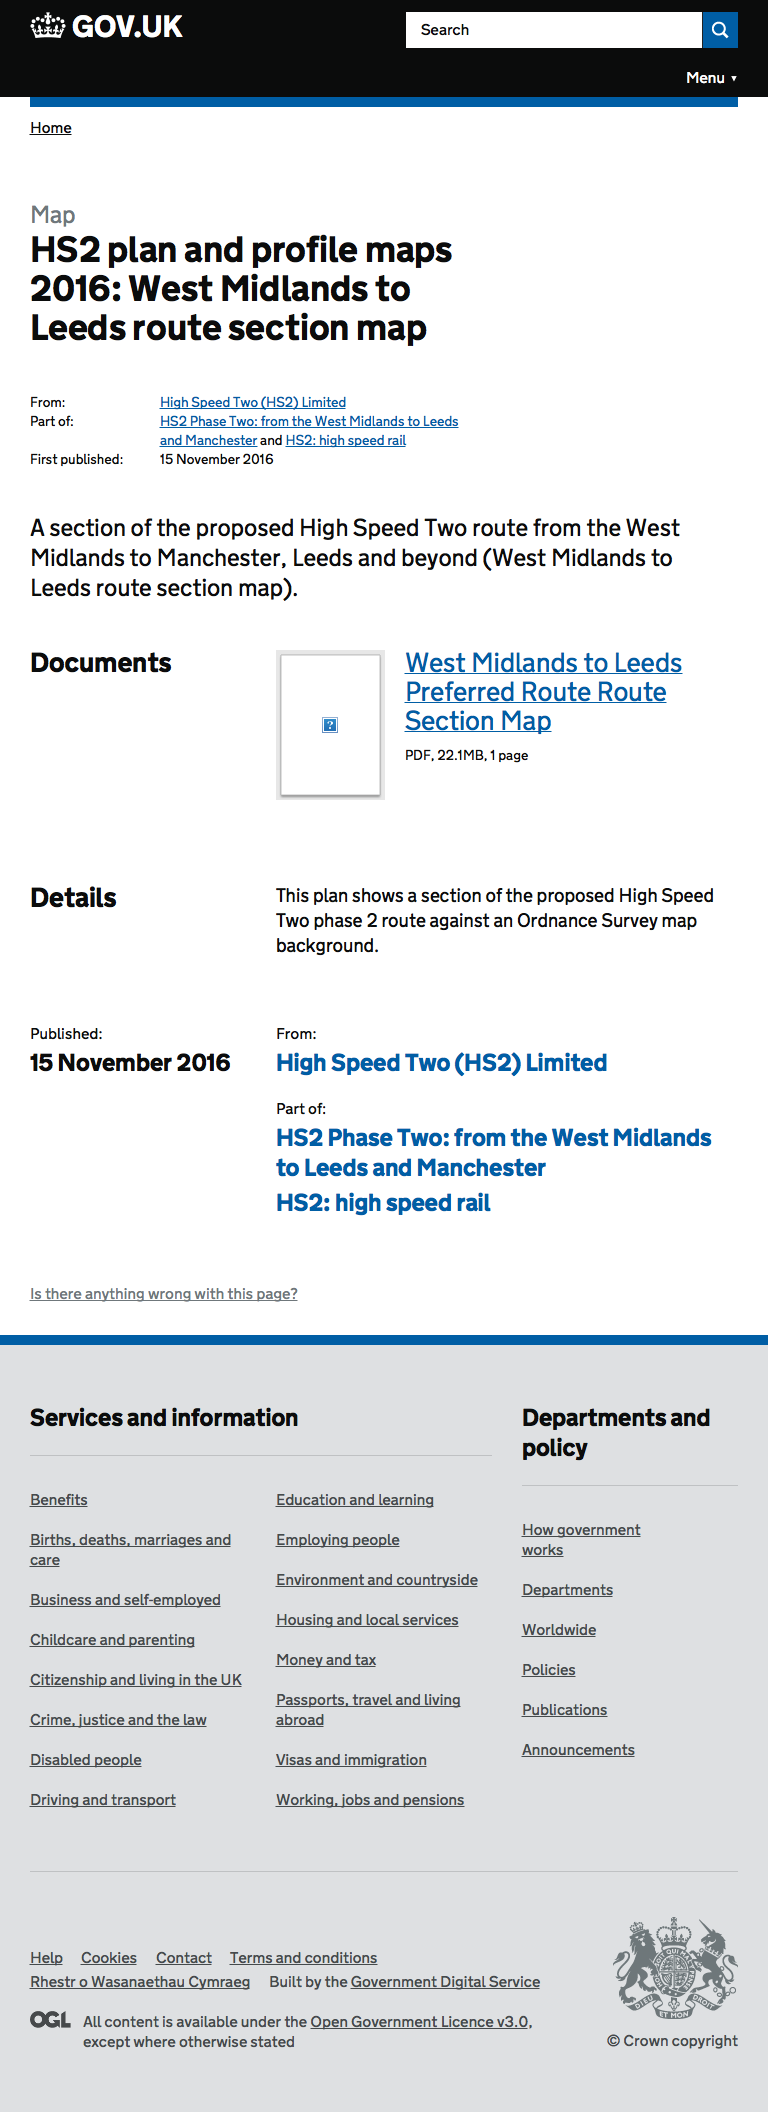 GOV.UK
Search
Menu ▼
Home
Map
HS2 plan and profile maps
2016: West Midlands to
Leeds route section map
From: High Speed Two (HS2) Limited
Part of: HS2 Phase Two: from the West Midlands to Leeds
and Manchester and HS2: high speed rail
First published: 15 November 2016
A section of the proposed High Speed Two route from the West
Midlands to Manchester, Leeds and beyond (West Midlands to
Leeds route section map).
Documents
?
West Midlands to Leeds
Preferred Route Route
Section Map
PDF, 22.1MB, 1 page
Details
This plan shows a section of the proposed High Speed
Two phase 2 route against an Ordnance Survey map
background.
Published:
15 November 2016
From:
High Speed Two (HS2) Limited
Part of:
HS2 Phase Two: from the West Midlands
to Leeds and Manchester
HS2: high speed rail
Is there anything wrong with this page?
Services and information
Benefits
Births, deaths, marriages and
care
Business and self-employed
Childcare and parenting
Citizenship and living in the UK
Crime, justice and the law
Disabled people
Driving and transport
Education and learning
Employing people
Environment and countryside
Housing and local services
Money and tax
Passports, travel and living
abroad
Visas and immigration
Working, jobs and pensions
Departments and
policy
How government
works
Departments
Worldwide
Policies
Publications
Announcements
Help Cookies Contact Terms and conditions
Rhestr o Wasanaethau Cymraeg Built by the Government Digital Service
OGL All content is available under the Open Government Licence v3.0,
except where otherwise stated
DIEU ET MON DROIT
© Crown copyright